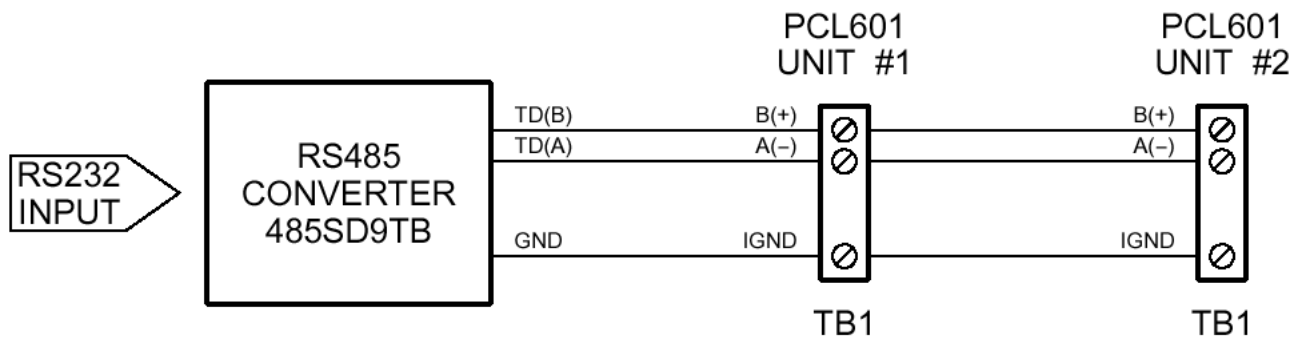 PCL601
UNIT #1
PCL601
UNIT #2
RS232
INPUT
RS485
CONVERTER
485SD9TB
TD(B)
B(+)
B(+)
TD(A)
A(−)
A(−)
GND
IGND
IGND
TB1
TB1